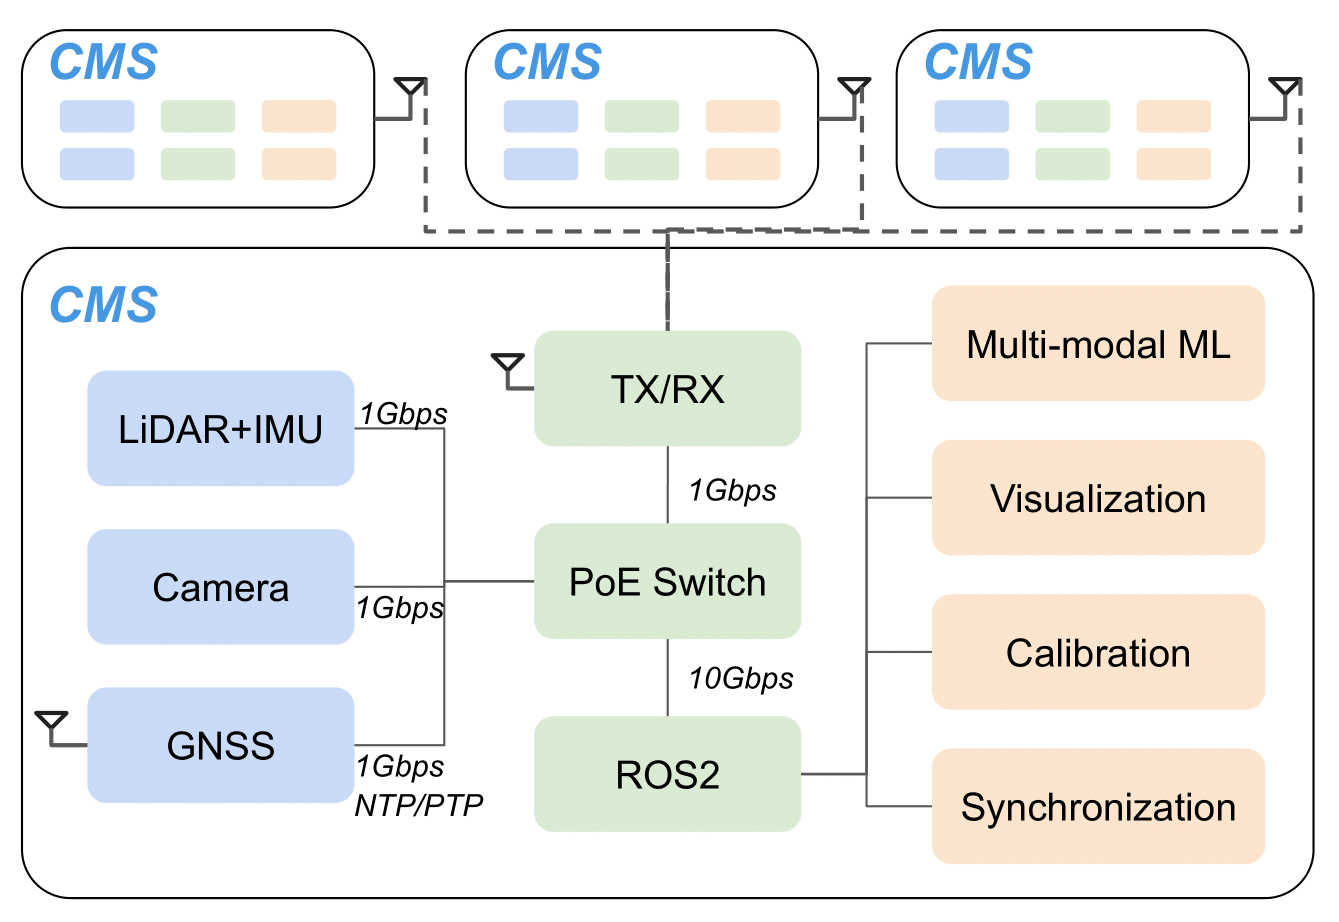 CMS
CMS
CMS
CMS
LiDAR+IMU
1Gbps
Camera
1Gbps
GNSS
1Gbps
NTP/PTP
TX/RX
1Gbps
PoE Switch
10Gbps
ROS2
Multi-modal ML
Visualization
Calibration
Synchronization